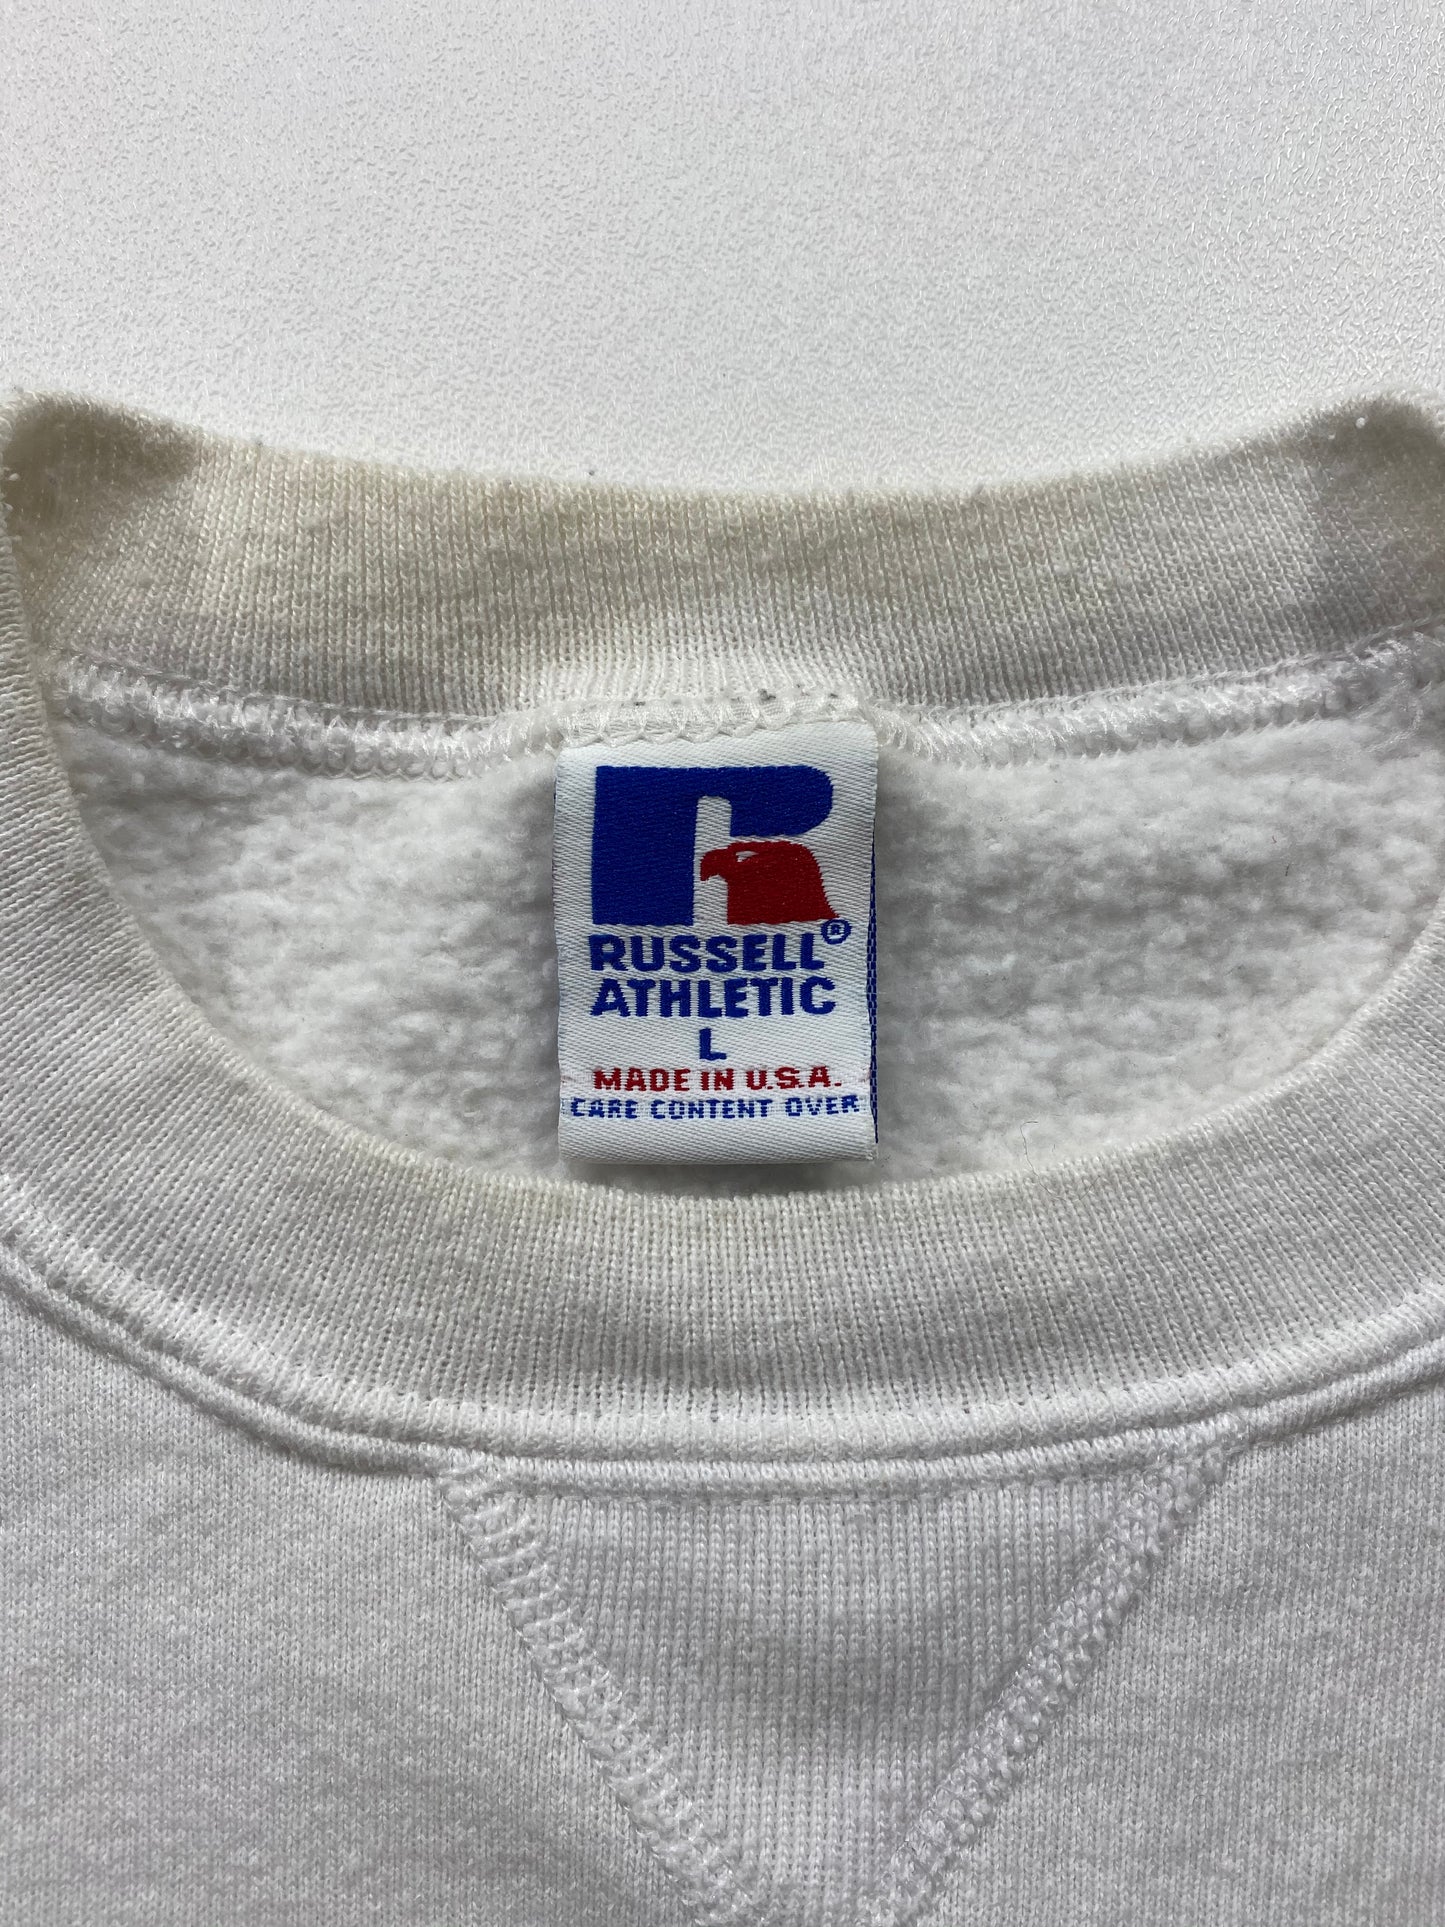 RUSSELL®
ATHLETIC
L
MADE IN U.S.A.
CARE CONTENT OVER